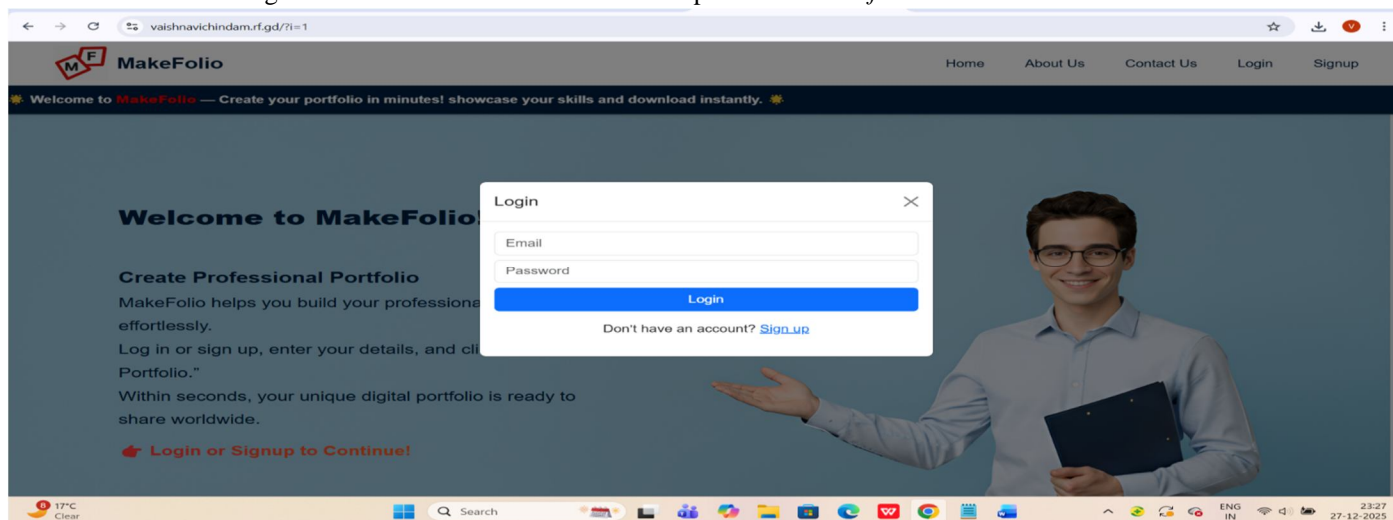 vaishnavichindam.rf.gd/?i=1
V
M F
MakeFolio
Home About Us Contact Us Login Signup
Welcome to MakeFolio — Create your portfolio in minutes! showcase your skills and download instantly.
Welcome to MakeFolio!
Create Professional Portfolio
MakeFolio helps you build your professiona
effortlessly.
Log in or sign up, enter your details, and cli
Portfolio."
Within seconds, your unique digital portfolio is ready to
share worldwide.
Login or Signup to Continue!
Login
Email
Password
Login
Don't have an account? Sign up
8
17°C
Clear
Search
ENG
IN
23:27
27-12-2025